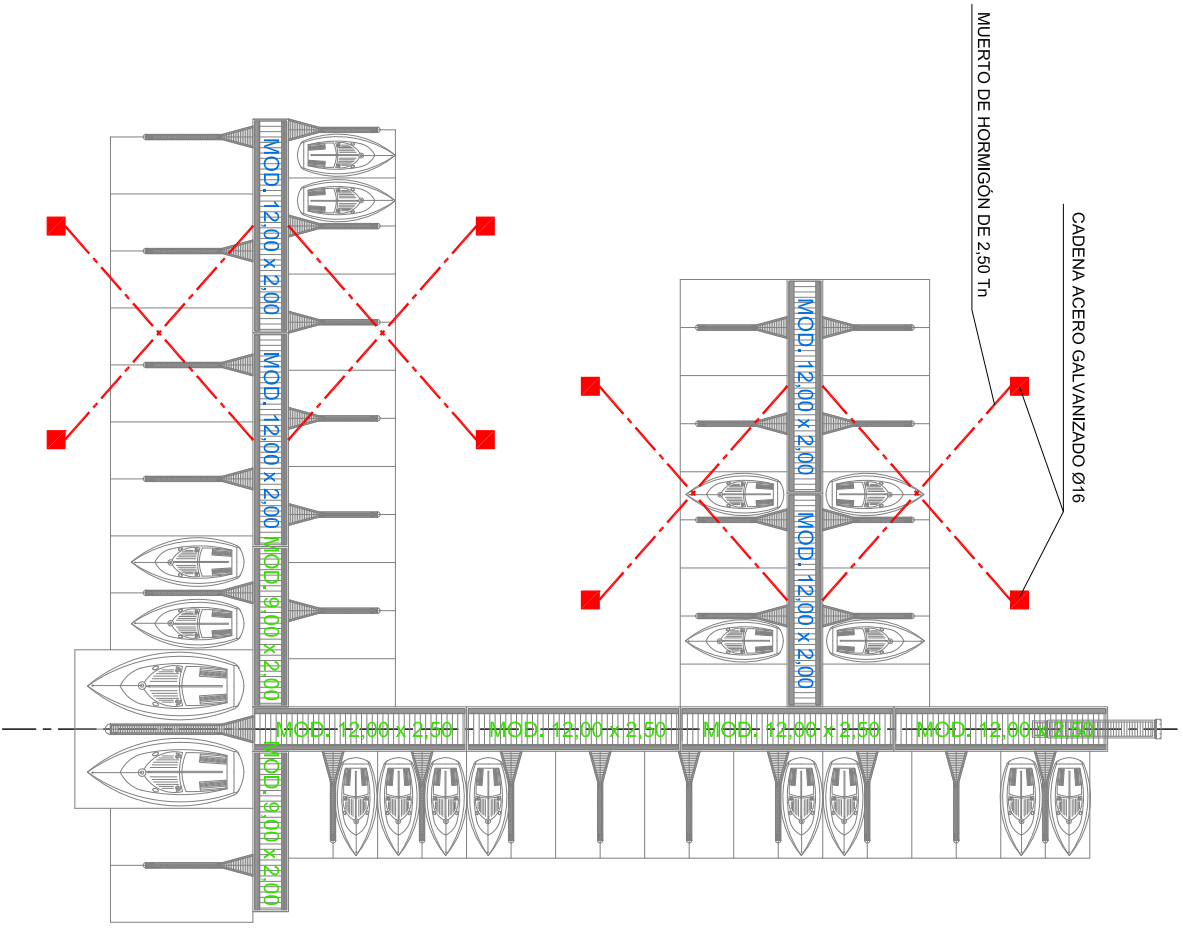 MUERTO DE HORMIGÓN DE 2,50 Tn
CADENA ACERO GALVANIZADO Ø16
MOD. 12,00 x 2,00
MOD. 12,00 x 2,00
MOD. 9,00 x 2,00
MOD. 12,00 x 2,00
MOD. 12,00 x 2,00
MOD. 12,00 x 2,50
MOD. 12,00 x 2,50
MOD. 12,00 x 2,50
MOD. 12,00 x 2,50
MOD. 9,00 x 2,00